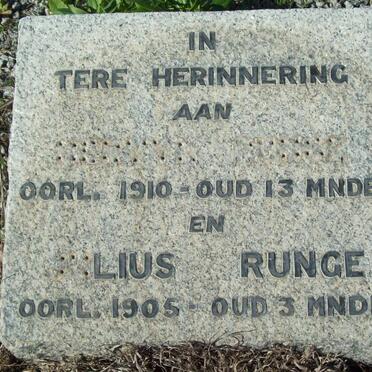 IN
TERE HERINNERING
AAN
OORL. 1910 - OUD 13 MNDE
EN
LIUS RUNGE
OORL. 1905 - OUD 3 MNDE